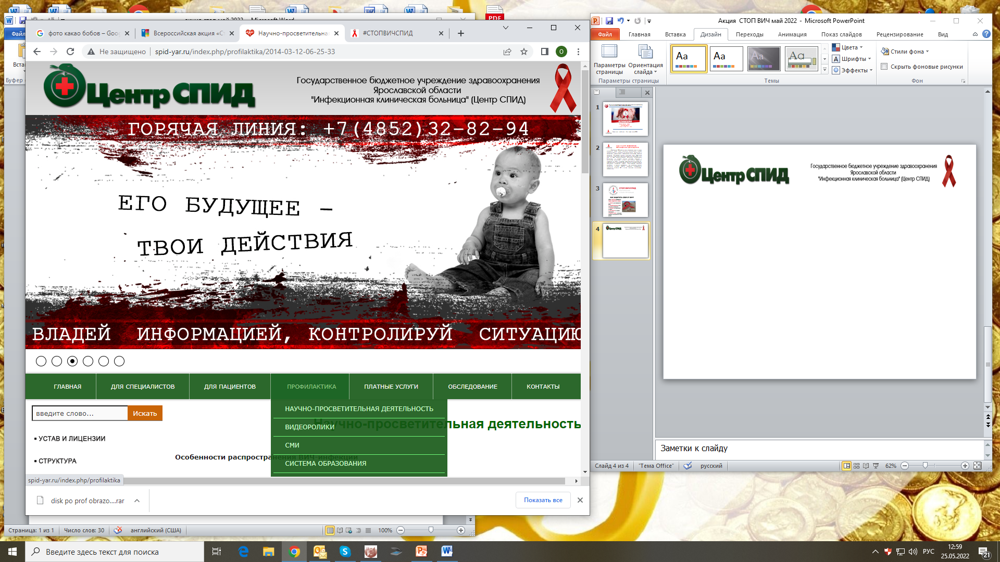 акция стоп май 2022 - Microsoft Word
Файл
Буфер
фото какао бобов – Goo
Всероссийская акция «С
Научно-просветительна
#СТОПВИЧСПИД
Не защищено
spid-yar.ru/index.php/profilaktika/2014-03-12-06-25-33
О
Центр СПИД
Государственное бюджетное учреждение здравоохранения
Ярославской области
"Инфекционная клиническая больница" (Центр СПИД)
ГОРЯЧАЯ ЛИНИЯ: +7(4852)32-82-94
ЕГО БУДУЩЕЕ -
ТВОИ ДЕЙСТВИЯ
ВЛАДЕЙ ИНФОРМАЦИЕЙ, КОНТРОЛИРУЙ СИТУАЦИЮ
ГЛАВНАЯ
ДЛЯ СПЕЦИАЛИСТОВ
ДЛЯ ПАЦИЕНТОВ
ПРОФИЛАКТИКА
ПЛАТНЫЕ УСЛУГИ
ОБСЛЕДОВАНИЕ
КОНТАКТЫ
введите слово...
Искать
НАУЧНО-ПРОСВЕТИТЕЛЬНАЯ ДЕЯТЕЛЬНОСТЬ
ВИДЕОРОЛИКИ
СМИ
СИСТЕМА ОБРАЗОВАНИЯ
Научно-просветительная деятельность
УСТАВ И ЛИЦЕНЗИИ
СТРУКТУРА
Особенности распространения ВИЧ-инфекции
spid-yar.ru/index.php/profilaktika
disk po prof obrazo....rar
Показать все
Страница: 1 из 1
Число слов: 30
английский (США)
100%
PDF
Акция СТОП ВИЧ май 2022 - Microsoft PowerPoint
Файл
Главная
Вставка
Дизайн
Переходы
Анимация
Показ слайдов
Рецензирование
Вид
Параметры страницы
Ориентация слайда
Параметры страницы
Aa
Aa
Aa
Aa
Темы
Цвета
Шрифты
Эффекты
Стили фона
Скрыть фоновые рисунки
Фон
1
2
3
4
Центр СПИД
Государственное бюджетное учреждение здравоохранения
Ярославской области
"Инфекционная клиническая больница" (Центр СПИД)
Заметки к слайду
Слайд 4 из 4
"Тема Office"
русский
62%
Введите здесь текст для поиска
РУС
12:59
25.05.2022
21